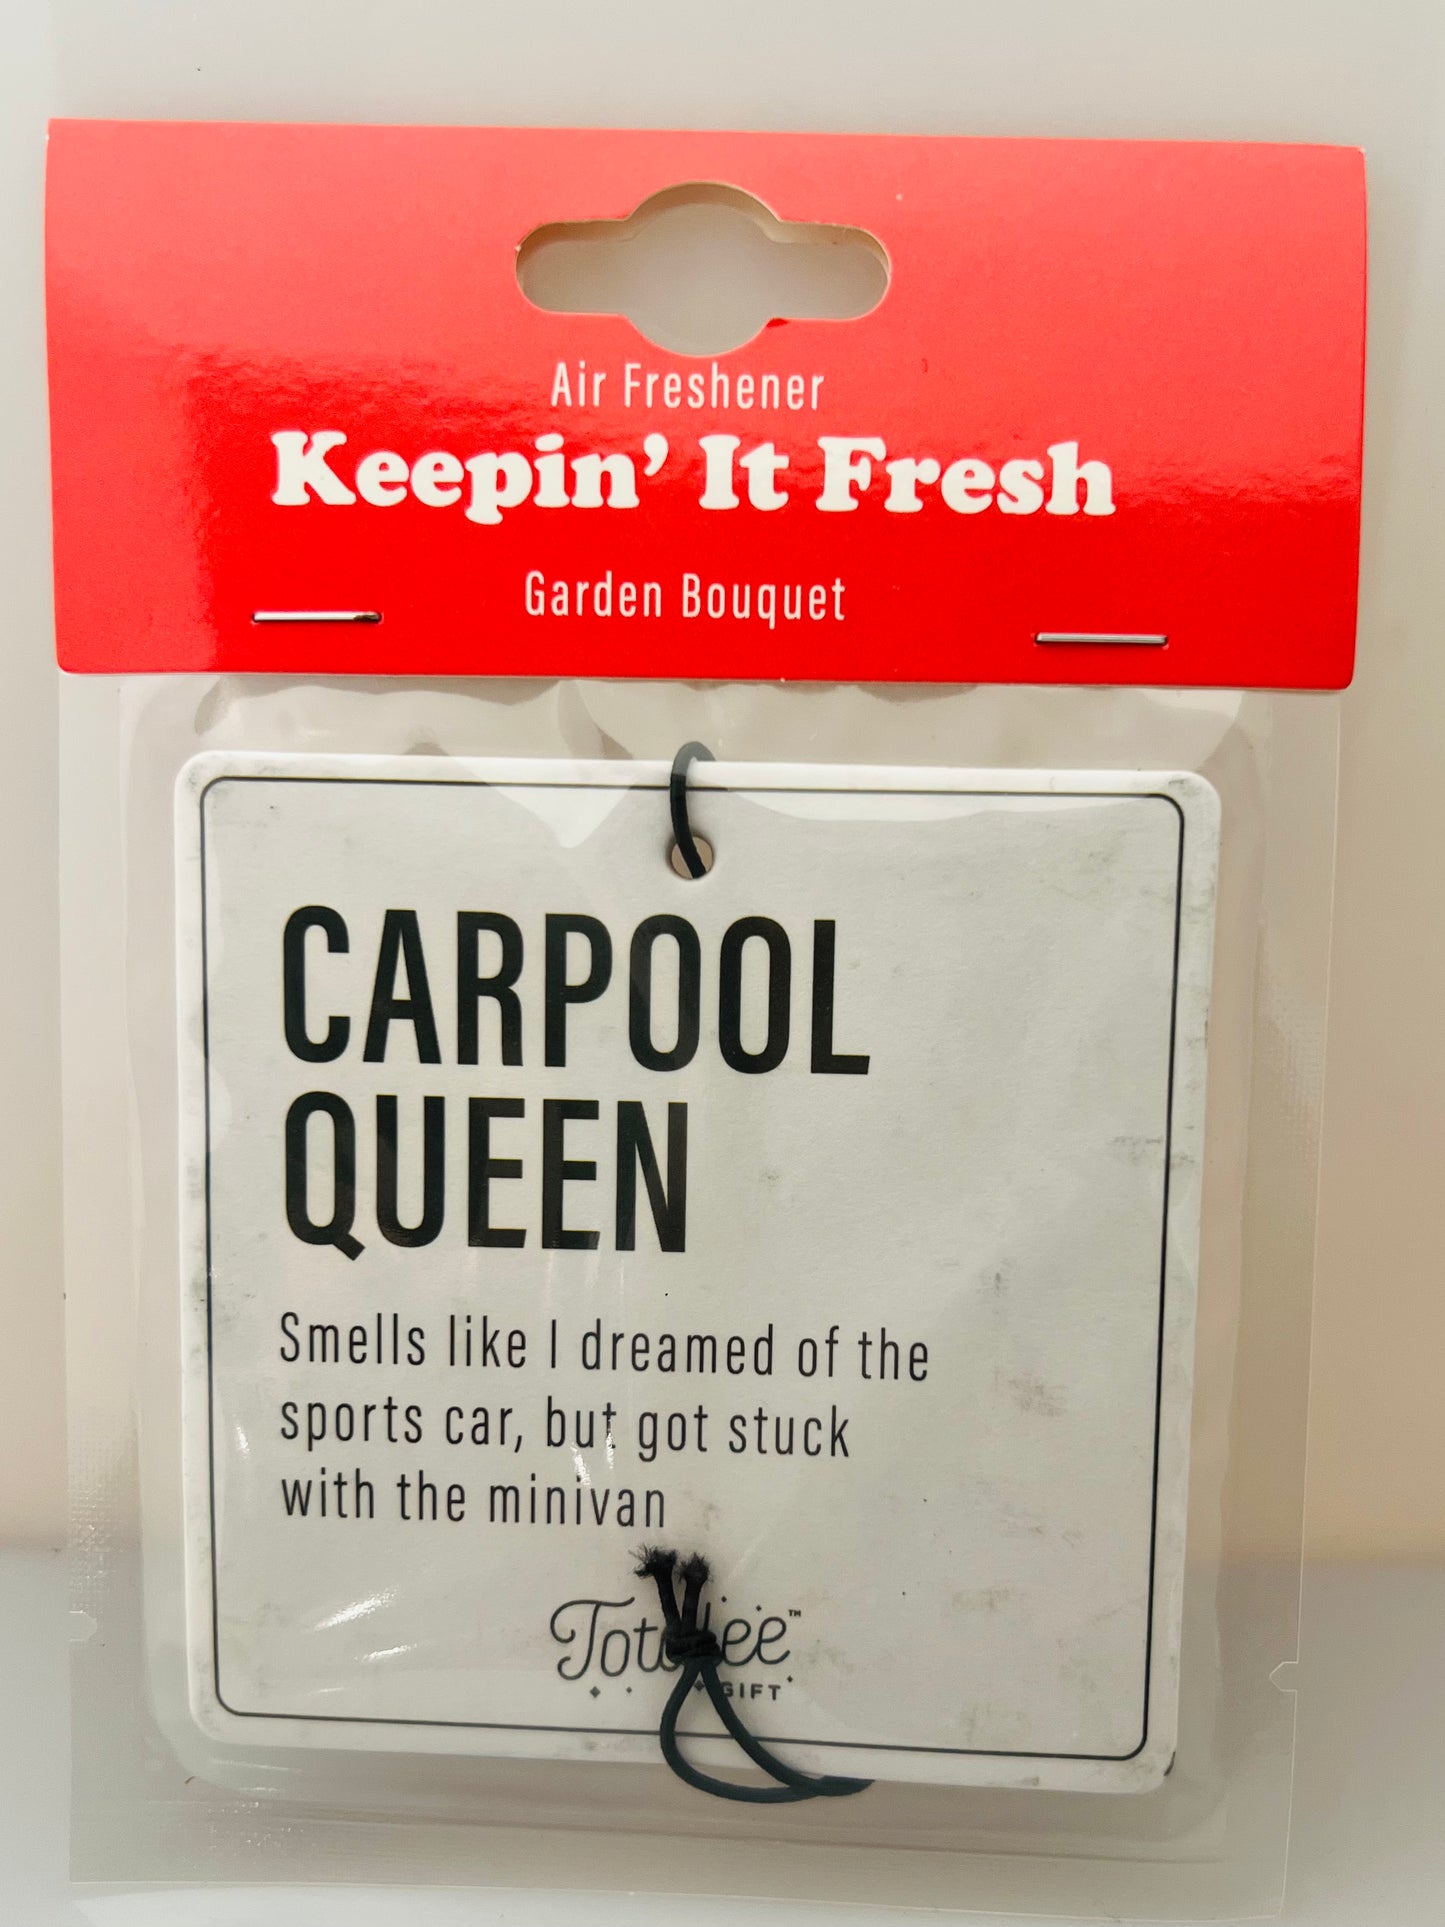 Air Freshener
Keepin' It Fresh
Garden Bouquet
CARPOOL
QUEEN
Smells like I dreamed of the
sports car, but got stuck
with the minivan
GIFT